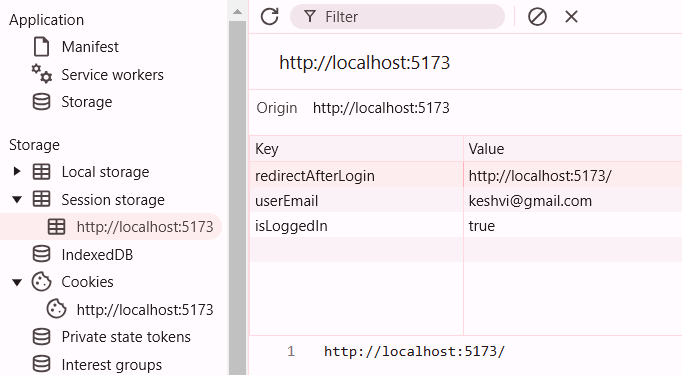 Application
Manifest
Service workers
Storage
Storage
Local storage
Session storage
http://localhost:5173
IndexedDB
Cookies
http://localhost:5173
Private state tokens
Interest groups
Filter
http://localhost:5173
Origin http://localhost:5173
Key Value
redirectAfterLogin http://localhost:5173/
userEmail keshvi@gmail.com
isLoggedIn true
1 http://localhost:5173/